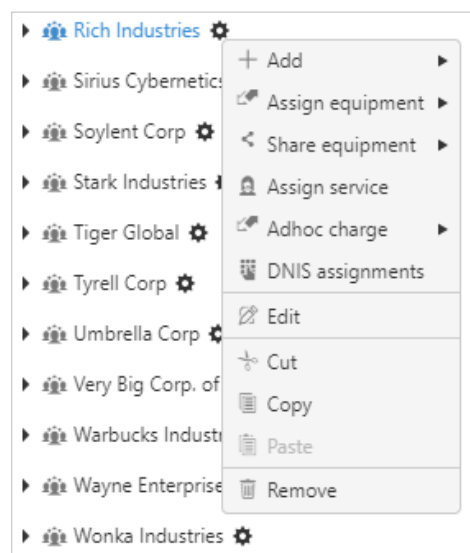 Rich Industries
Sirius Cybernetics
Soylent Corp
Stark Industries
Tiger Global
Tyrell Corp
Umbrella Corp
Very Big Corp. of
Warbucks
Wayne Enterprise
Wonka Industries
Add
Assign equipment
Share equipment
Assign service
Adhoc charge
DNIS assignments
Edit
Cut
Copy
Paste
Remove